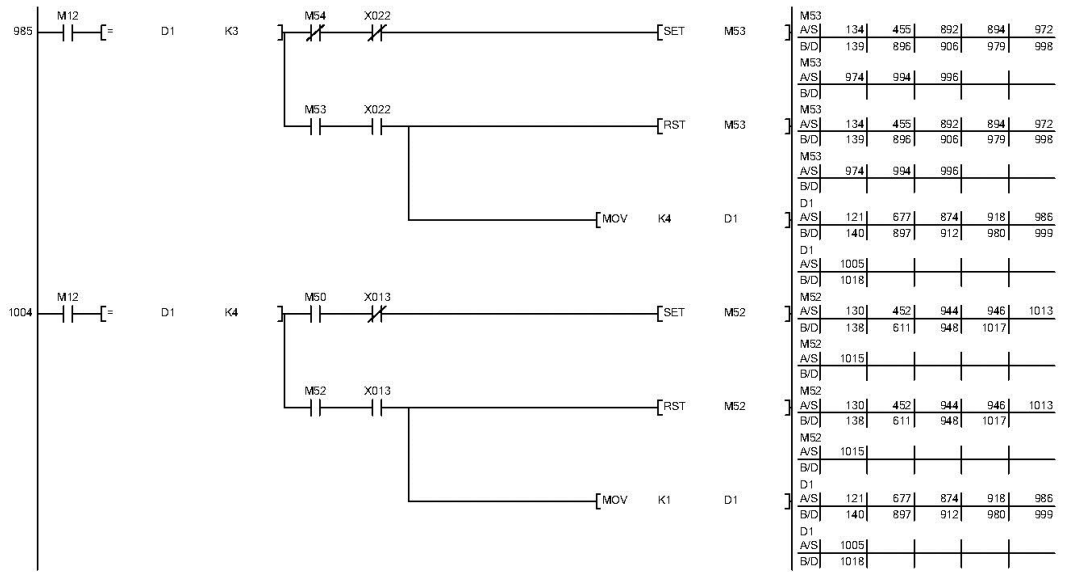 M12 M54 X022 M53
985 = D1 K3 SET M53 A/S 134 455 892 894 972
B/D 139 896 906 979 998
M53
A/S 974 994 996
B/D
M53 X022 M53
RST M53 A/S 134 455 892 894 972
B/D 139 896 906 979 998
M53
A/S 974 994 996
B/D
D1
MOV K4 D1 A/S 121 677 874 918 986
B/D 140 897 912 980 999
D1
A/S 1005
B/D 1018
M12 M50 X013 M52
1004 = D1 K4 SET M52 A/S 130 452 944 946 1013
B/D 138 611 948 1017
M52
A/S 1015
B/D
M52 X013 M52
RST M52 A/S 130 452 944 946 1013
B/D 138 611 948 1017
M52
A/S 1015
B/D
D1
MOV K1 D1 A/S 121 677 874 918 986
B/D 140 897 912 980 999
D1
A/S 1005
B/D 1018